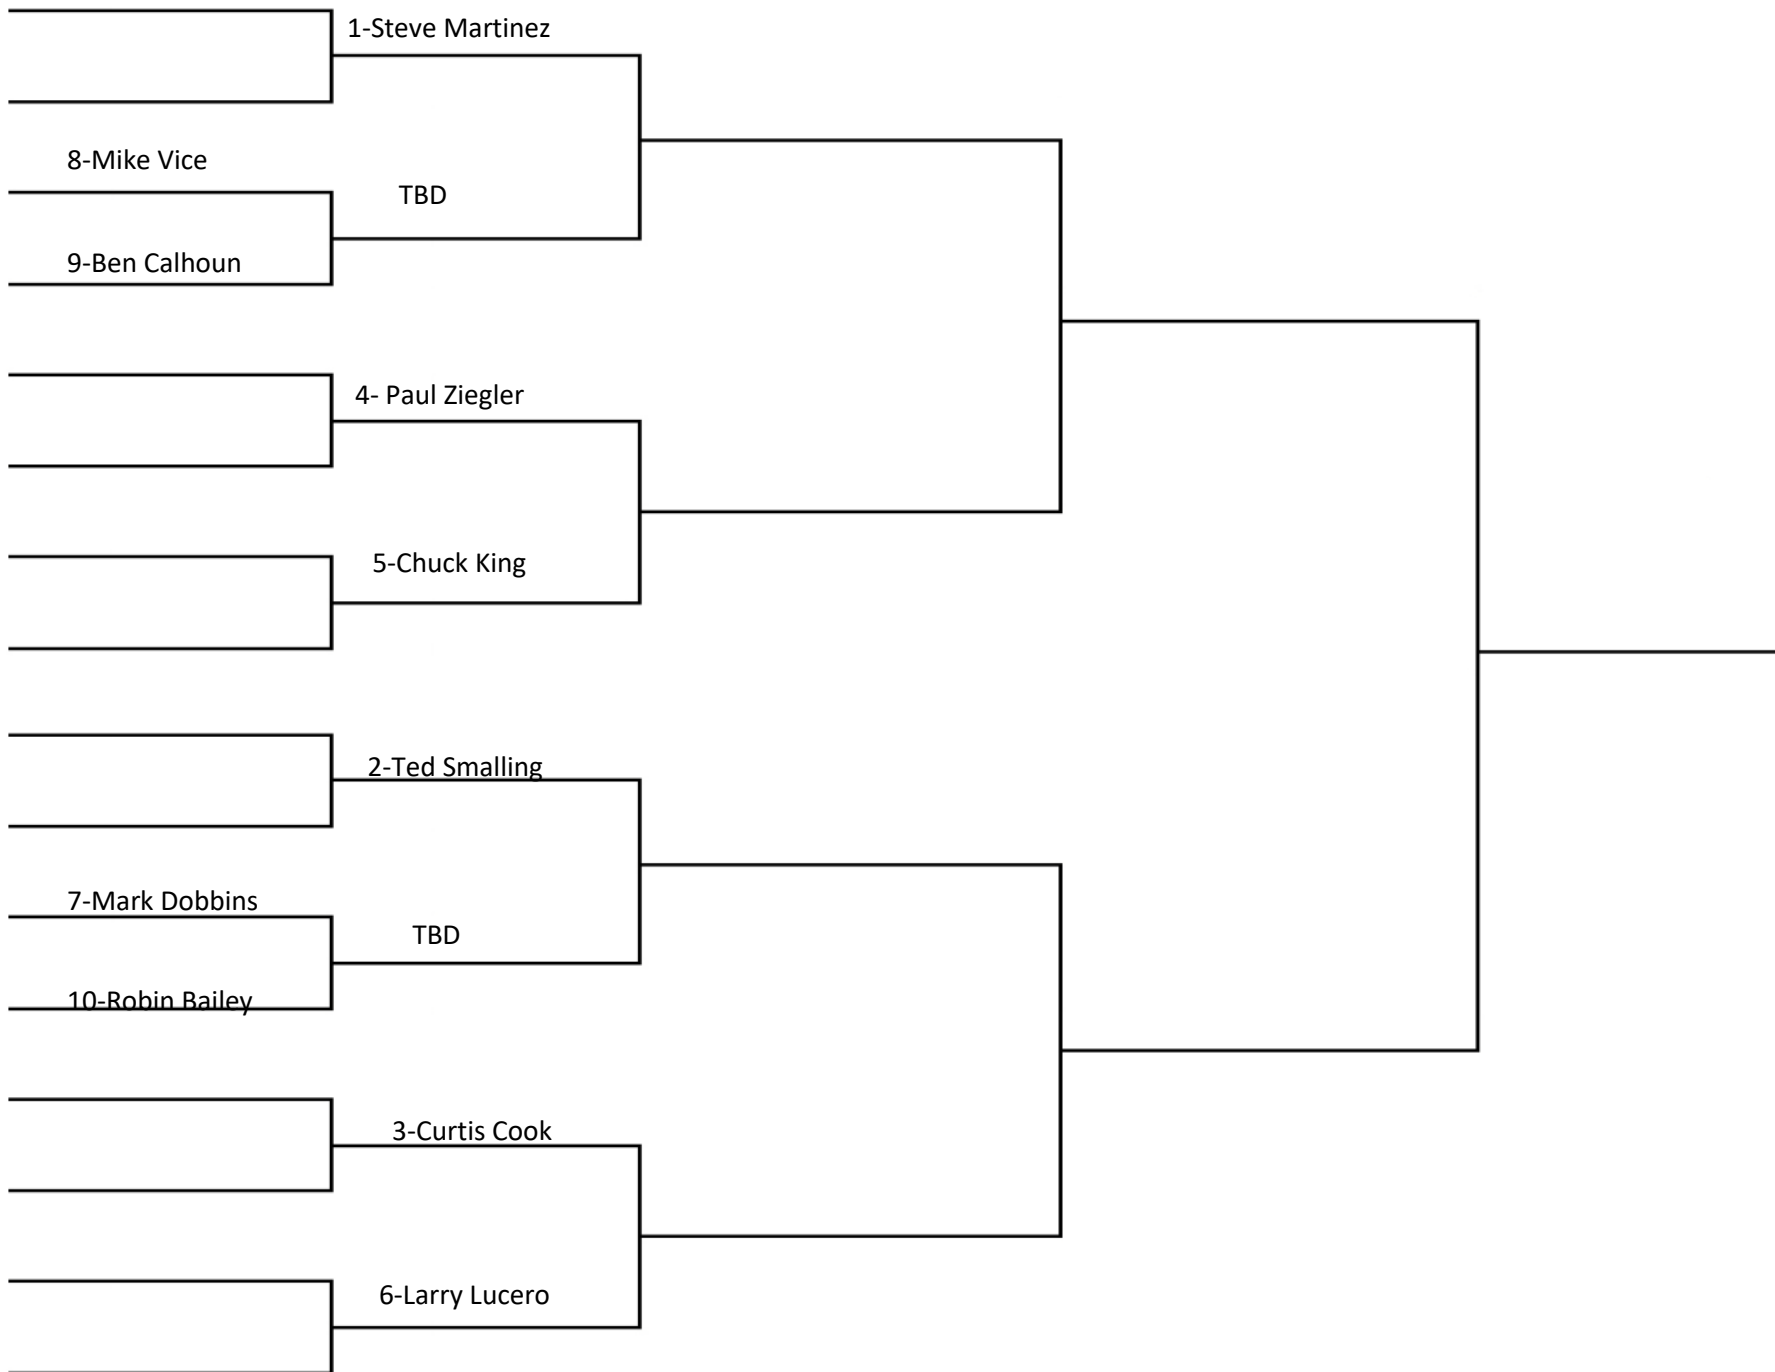 1-Steve Martinez
8-Mike Vice
TBD
9-Ben Calhoun
4- Paul Ziegler
5-Chuck King
2-Ted Smalling
7-Mark Dobbins
TBD
10-Robin Bailey
3-Curtis Cook
6-Larry Lucero